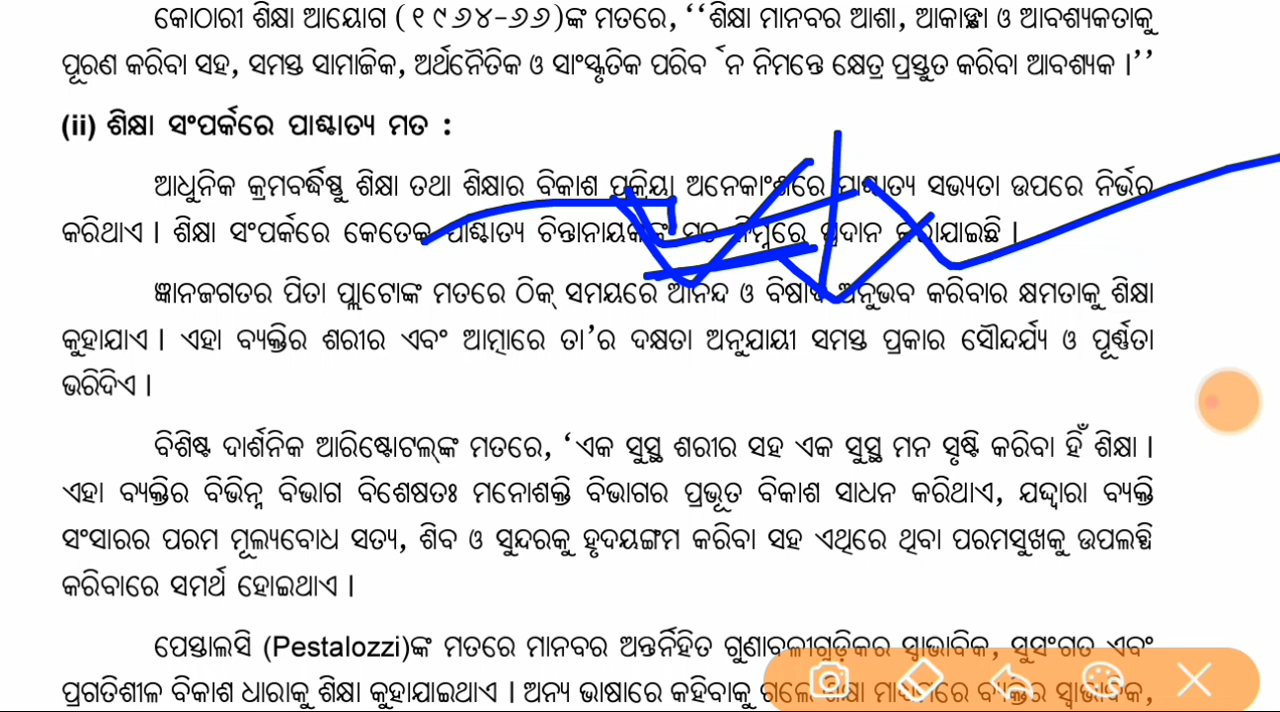 କୋଠାରୀ ଶିକ୍ଷା ଆୟୋଗ (୧୯୬୪-୬୬)ଙ୍କ ମତରେ, ‘‘ଶିକ୍ଷା ମାନବର ଆଶା, ଆକାଙ୍କ୍ଷା ଓ ଆବଶ୍ୟକତାକୁ
ପୂରଣ କରିବା ସହ, ସମସ୍ତ ସାମାଜିକ, ଅର୍ଥନୈତିକ ଓ ସାଂସ୍କୃତିକ ନିମନ୍ତେ କ୍ଷେତ୍ର ପ୍ରସ୍ତୁତ କରିବା ଆବଶ୍ୟକ ।’’
(ii) ଶିକ୍ଷା ସଂପର୍କରେ ପାଶ୍ଚାତ୍ୟ ମତ :
ଆଧୁନିକ କ୍ରମବର୍ଦ୍ଧିଷ୍ଣୁ ଶିକ୍ଷା ତଥା ଶିକ୍ଷାର ବିକାଶ ପ୍ରକ୍ରିୟା ଅନେକାଂଶରେ ପାଶ୍ଚାତ୍ୟ ସଭ୍ୟତା ଉପରେ ନିର୍ଭର
କରିଥାଏ । ଶିକ୍ଷା ସଂପର୍କରେ କେତେକ ପାଶ୍ଚାତ୍ୟ ଚିନ୍ତାନାୟକଙ୍କ ମତ ନିମ୍ନରେ ପ୍ରଦାନ କରାଯାଇଛି ।
ଜ୍ଞାନଜଗତର ପିତା ପ୍ଲାଟୋଙ୍କ ମତରେ ଠିକ୍ ସମୟରେ ଆନନ୍ଦ ଓ ବିଷାଦ ଅନୁଭବ କରିବାର କ୍ଷମତାକୁ ଶିକ୍ଷା
କୁହାଯାଏ । ଏହା ବ୍ୟକ୍ତିର ଶରୀର ଏବଂ ଆତ୍ମାରେ ତା’ର ଦକ୍ଷତା ଅନୁଯାୟୀ ସମସ୍ତ ପ୍ରକାର ସୌନ୍ଦର୍ଯ୍ୟ ଓ ପୂର୍ଣ୍ଣତା
ଭରିଦିଏ ।
ବିଶିଷ୍ଟ ଦାର୍ଶନିକ ଆରିଷ୍ଟୋଟଲ୍‌ଙ୍କ ମତରେ, ‘ଏକ ସୁସ୍ଥ ଶରୀର ସହ ଏକ ସୁସ୍ଥ ମନ ସୃଷ୍ଟି କରିବା ହିଁ ଶିକ୍ଷା ।
ଏହା ବ୍ୟକ୍ତିର ବିଭିନ୍ନ ବିଭାଗ ବିଶେଷତଃ ମନୋଶକ୍ତି ବିଭାଗର ପ୍ରଭୂତ ବିକାଶ ସାଧନ କରିଥାଏ, ଯଦ୍ଦ୍ୱାରା ବ୍ୟକ୍ତି
ସଂସାରର ପରମ ମୂଲ୍ୟବୋଧ ସତ୍ୟ, ଶିବ ଓ ସୁନ୍ଦରକୁ ହୃଦୟଙ୍ଗମ କରିବା ସହ ଏଥିରେ ଥିବା ପରମସୁଖକୁ ଉପଲବ୍ଧି
କରିବାରେ ସମର୍ଥ ହୋଇଥାଏ ।
ପେସ୍ତାଲସି (Pestalozzi)ଙ୍କ ମତରେ ମାନବର ଅନ୍ତର୍ନିହିତ ଗୁଣାବଳୀଗୁଡ଼ିକର ସ୍ୱାଭାବିକ, ସୁସଂଗତ ଏବଂ
ପ୍ରଗତିଶୀଳ ବିକାଶ ଧାରାକୁ ଶିକ୍ଷା କୁହାଯାଇଥାଏ । ଅନ୍ୟ ଭାଷାରେ କହିବାକୁ ଗଲେ ଶିକ୍ଷା ମାଧ୍ୟମରେ ବ୍ୟକ୍ତିର ସ୍ୱାଭାବିକ,